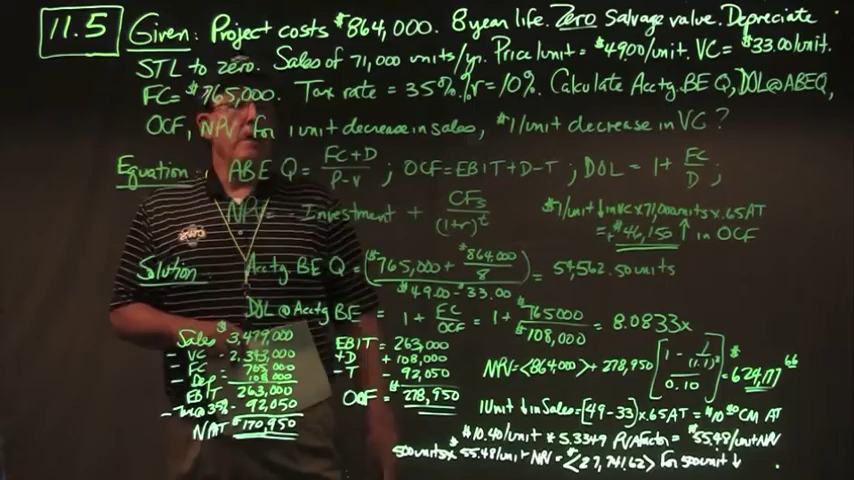 11.5 Given: Project costs $864,000. 8 year life. Zero Salvage value. Depreciate
STL to zero. Sales of 71,000 units/yr. Price/unit = $49.00/unit. VC = $33.00/unit.
FC = $765,000. Tax rate = 35%. r = 10%. Calculate Acctg. BE Q, DOL@ABEQ,
OCF, NPV for 1 unit decrease in sales, $1/unit decrease in VC?
Equation: ABE Q = FC+D / P-V ; OCF = EBIT+D-T ; DOL = 1 + FC / D ;
NPV = - Investment + CFs / (1+r)^t
$1/unit ↓ in VC x 71,000 units x .65 AT
= + $46,150 ↑ in OCF
Solution Acctg BE Q = ($765,000 + $864,000 / 8) / $49.00 - $33.00 = 54,562.50 units
DOL @ Acctg BE = 1 + FC / OCF = 1 + $765000 / $108,000 = 8.0833x
Sales $3,479,000
- VC - 2,343,000
- FC - 765,000
- Dep - 108,000
EBIT 263,000
- Tax@35% - 92,050
NAT $170,950
EBIT = 263,000
+D +108,000
-T - 92,050
OCF = $278,950
NPV = <864,000> + 278,950 [1 - 1/(1.1)^8 / 0.10] = $624,177 66
1 Unit ↓ in Sales = [49-33] x .65 AT = $10 40 CM AT
$10.40/unit * 5.3349 PVA Factor = $55.48/unit NPV
500 units x $55.48/unit NPV = <$27,741.62> for 500 unit ↓